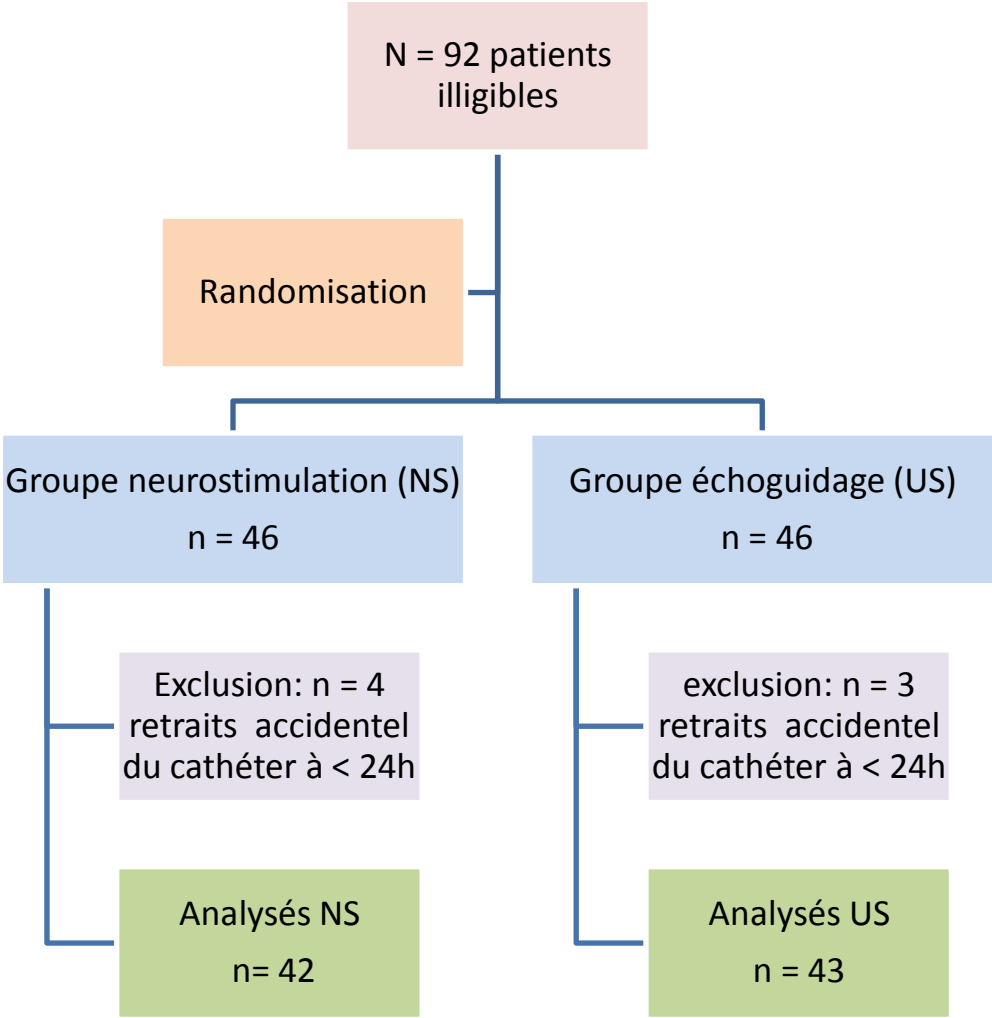 N = 92 patients
illigibles
Randomisation
Groupe neurostimulation (NS)
n = 46
Groupe échoguidage (US)
n = 46
Exclusion: n = 4
retraits accidentel
du cathéter à < 24h
exclusion: n = 3
retraits accidentel
du cathéter à < 24h
Analysés NS
n= 42
Analysés US
n = 43